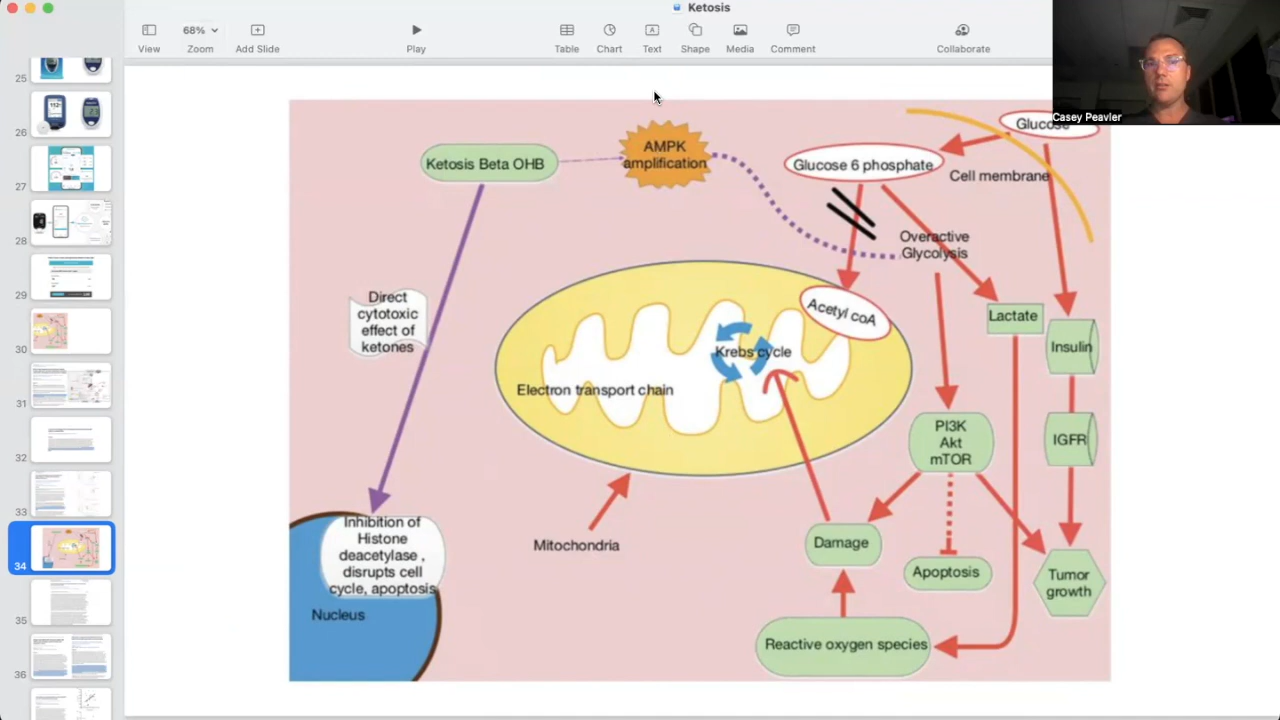 Ketosis
68%
View
Zoom
Add Slide
Play
Table
Chart
Text
Shape
Media
Comment
Collaborate
Casey Peavler
25
26
27
28
29
30
31
32
33
34
35
36
Glucose
Ketosis Beta OHB
AMPK
amplification
Glucose 6 phosphate
Cell membrane
Overactive
Glycolysis
Direct
cytotoxic
effect of
ketones
Acetyl coA
Lactate
Insulin
Krebs cycle
Electron transport chain
PI3K
Akt
mTOR
IGFR
Inhibition of
Histone
deacetylase ,
disrupts cell
cycle, apoptosis
Mitochondria
Damage
Apoptosis
Tumor
growth
Nucleus
Reactive oxygen species